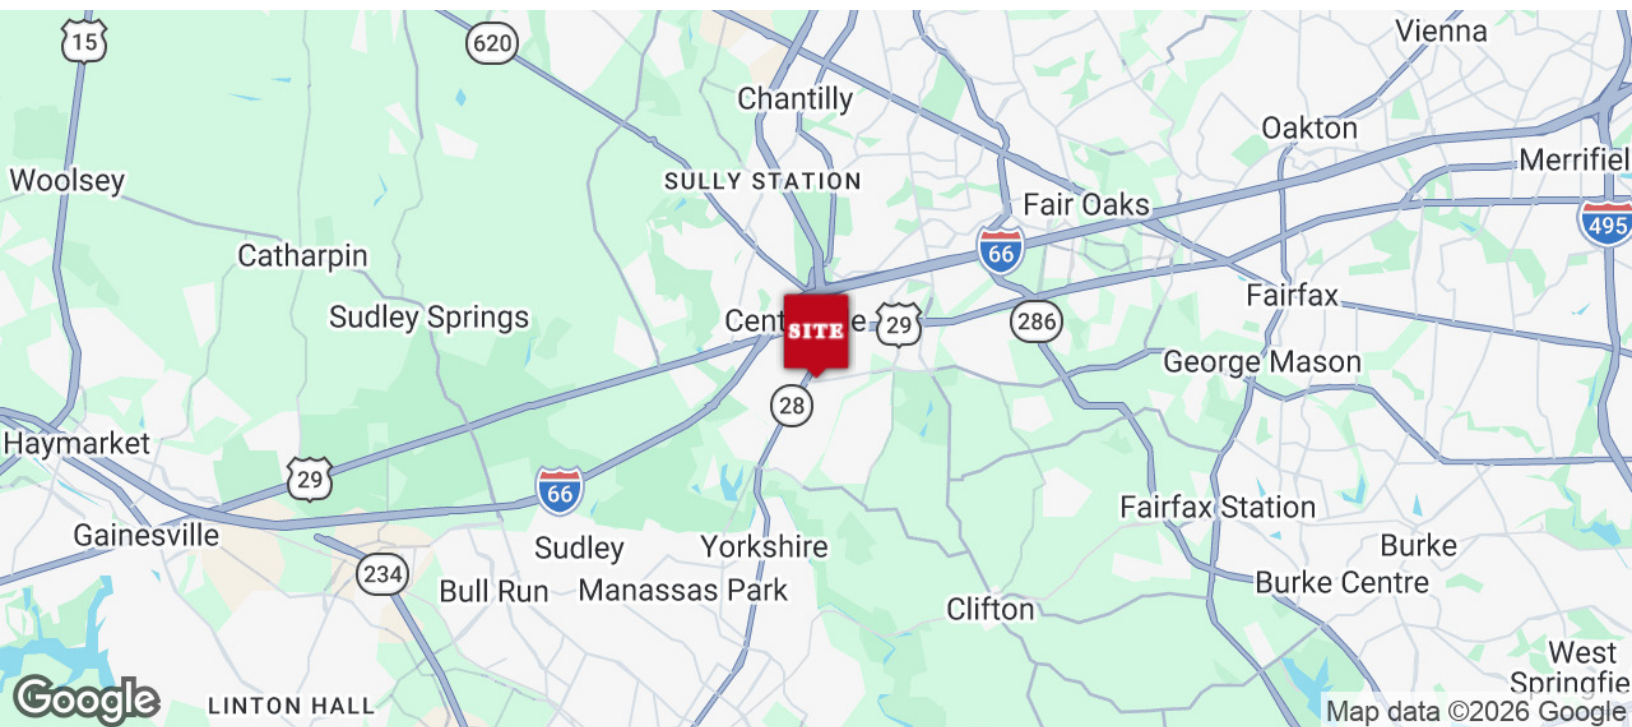 15
620
Vienna
Chantilly
Oakton
Merrifiel
Woolsey
SULLY STATION
Fair Oaks
495
66
Catharpin
Fairfax
Sudley Springs
Cent
SITE
e
29
286
George Mason
28
Haymarket
29
66
Fairfax Station
Gainesville
Sudley
Yorkshire
Burke
234
Bull Run
Manassas Park
Burke Centre
Clifton
West
Springfie
Google
LINTON HALL
Map data ©2026 Google